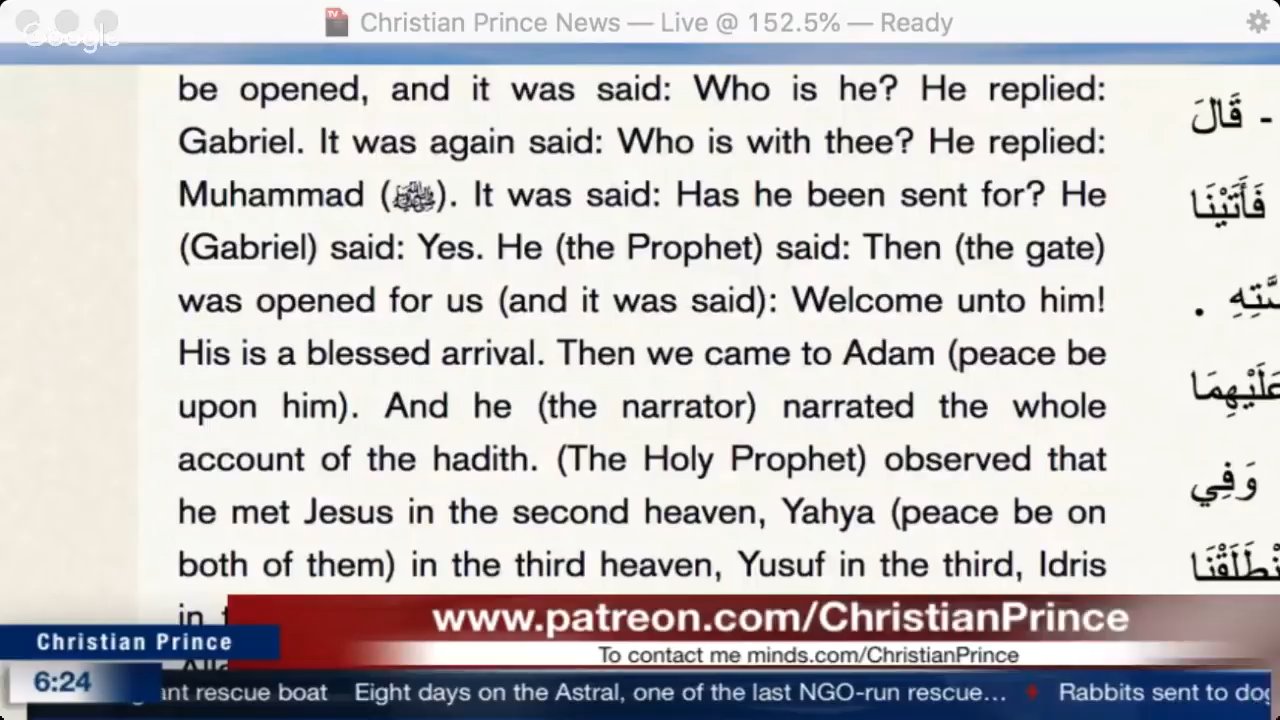 Christian Prince News — Live @ 152.5% — Ready
Google
be opened, and it was said: Who is he? He replied:
Gabriel. It was again said: Who is with thee? He replied:
Muhammad (ﷺ). It was said: Has he been sent for? He
(Gabriel) said: Yes. He (the Prophet) said: Then (the gate)
was opened for us (and it was said): Welcome unto him!
His is a blessed arrival. Then we came to Adam (peace be
upon him). And he (the narrator) narrated the whole
account of the hadith. (The Holy Prophet) observed that
he met Jesus in the second heaven, Yahya (peace be on
both of them) in the third heaven, Yusuf in the third, Idris
in
- قَالَ
فَأَتَيْنَا
عَلَيْهِمَا
وَفِي
www.patreon.com/ChristianPrince
To contact me minds.com/ChristianPrince
Christian Prince
6:24
rescue boat Eight days on the Astral, one of the last NGO-run rescue... Rabbits sent to